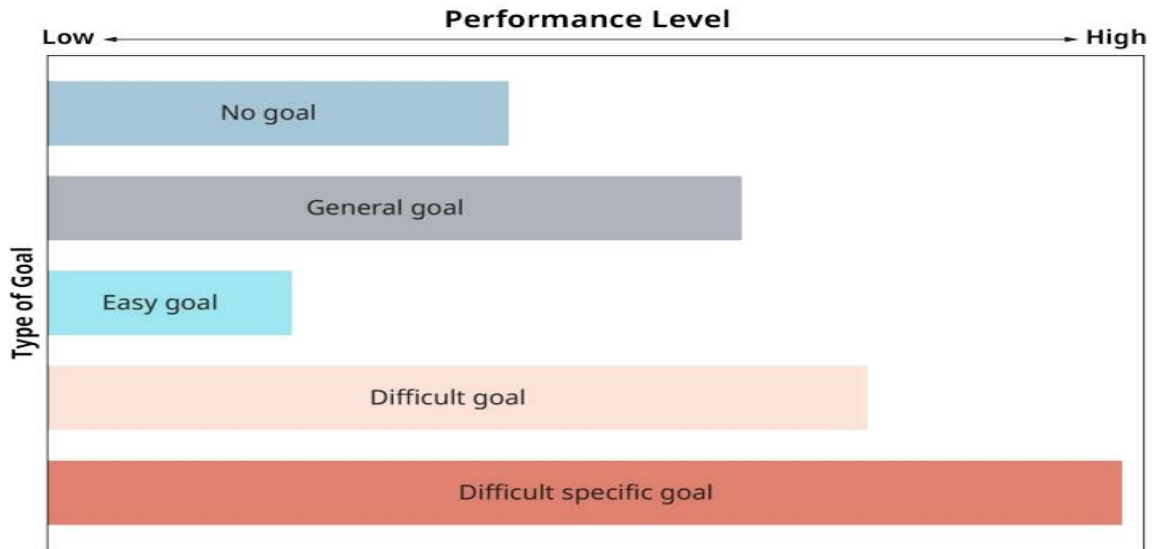 Performance Level
Low High
No goal
General goal
Easy goal
Difficult goal
Difficult specific goal
Type of Goal